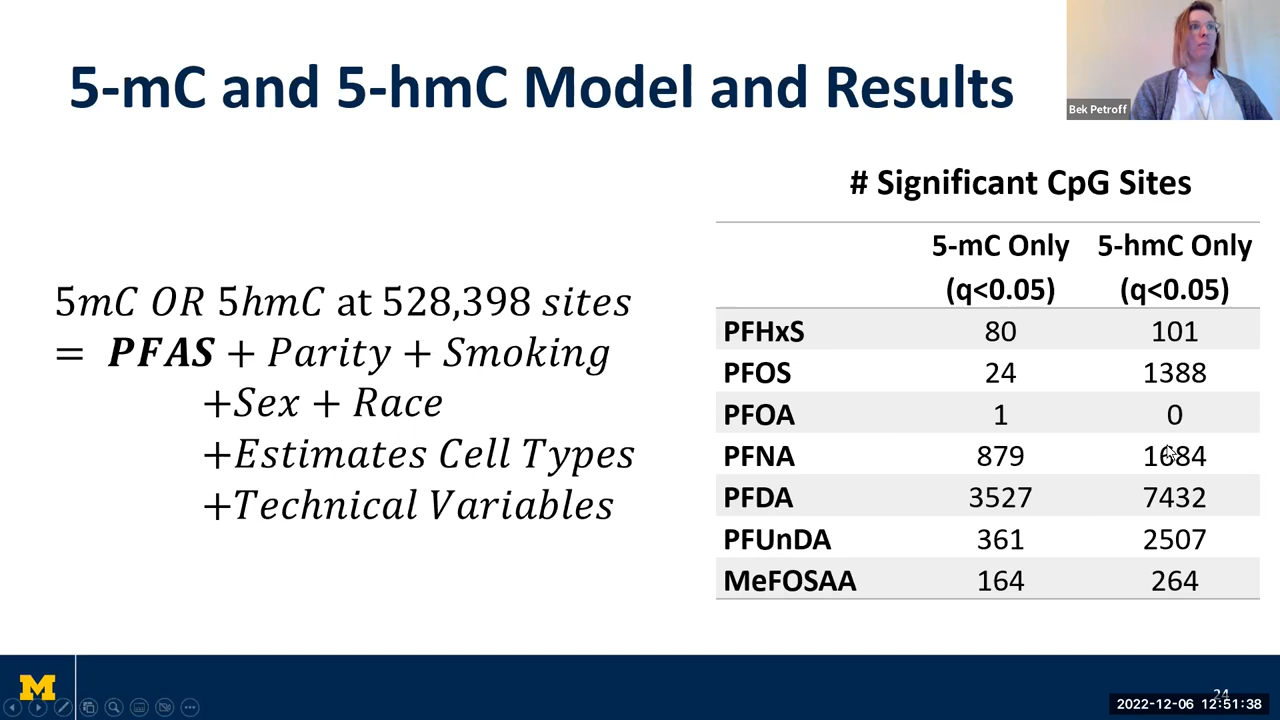 5-mC and 5-hmC Model and Results
Bek Petroff
# Significant CpG Sites
5-mC Only 5-hmC Only
(q<0.05) (q<0.05)
5mC OR 5hmC at 528,398 sites
= PFAS + Parity + Smoking
+Sex + Race
+Estimates Cell Types
+Technical Variables
PFHxS 80 101
PFOS 24 1388
PFOA 1 0
PFNA 879
PFDA 3527 7432
PFUnDA 361 2507
MeFOSAA 164 264
M
24
2022-12-06 12:51:38